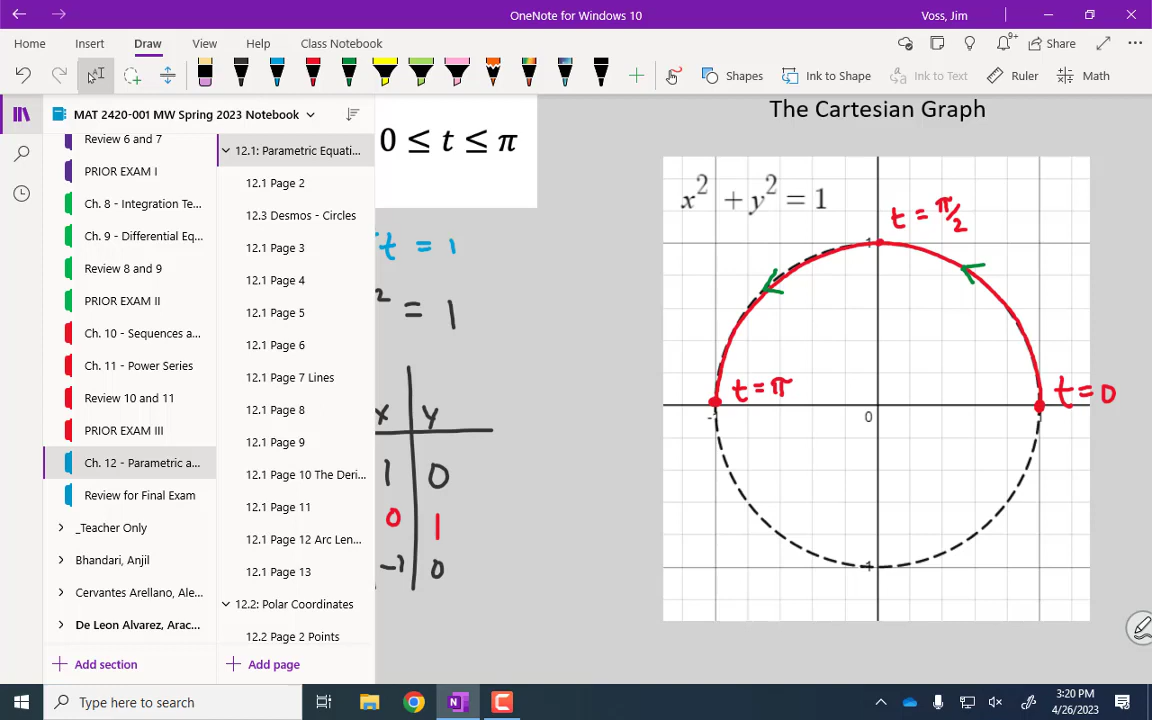 OneNote for Windows 10
Voss, Jim
Home Insert Draw View Help Class Notebook
9+
Share
Shapes
Ink to Shape
Ink to Text
Ruler
Math
MAT 2420-001 MW Spring 2023 Notebook
Review 6 and 7
PRIOR EXAM I
Ch. 8 - Integration Te...
Ch. 9 - Differential Eq...
Review 8 and 9
PRIOR EXAM II
Ch. 10 - Sequences a...
Ch. 11 - Power Series
Review 10 and 11
PRIOR EXAM III
Ch. 12 - Parametric a...
Review for Final Exam
_Teacher Only
Bhandari, Anjil
Cervantes Arellano, Ale...
De Leon Alvarez, Arac...
Add section
12.1: Parametric Equati...
12.1 Page 2
12.3 Desmos - Circles
12.1 Page 3
12.1 Page 4
12.1 Page 5
12.1 Page 6
12.1 Page 7 Lines
12.1 Page 8
12.1 Page 9
12.1 Page 10 The Deri...
12.1 Page 11
12.1 Page 12 Arc Len...
12.1 Page 13
12.2: Polar Coordinates
12.2 Page 2 Points
Add page
0 ≤ t ≤ π
t = 1
2 = 1
x y
1 0
0 1
-1 0
The Cartesian Graph
x² + y² = 1
t = π/2
t = π
t = 0
1
-1
0
1
-1
Type here to search
3:20 PM
4/26/2023